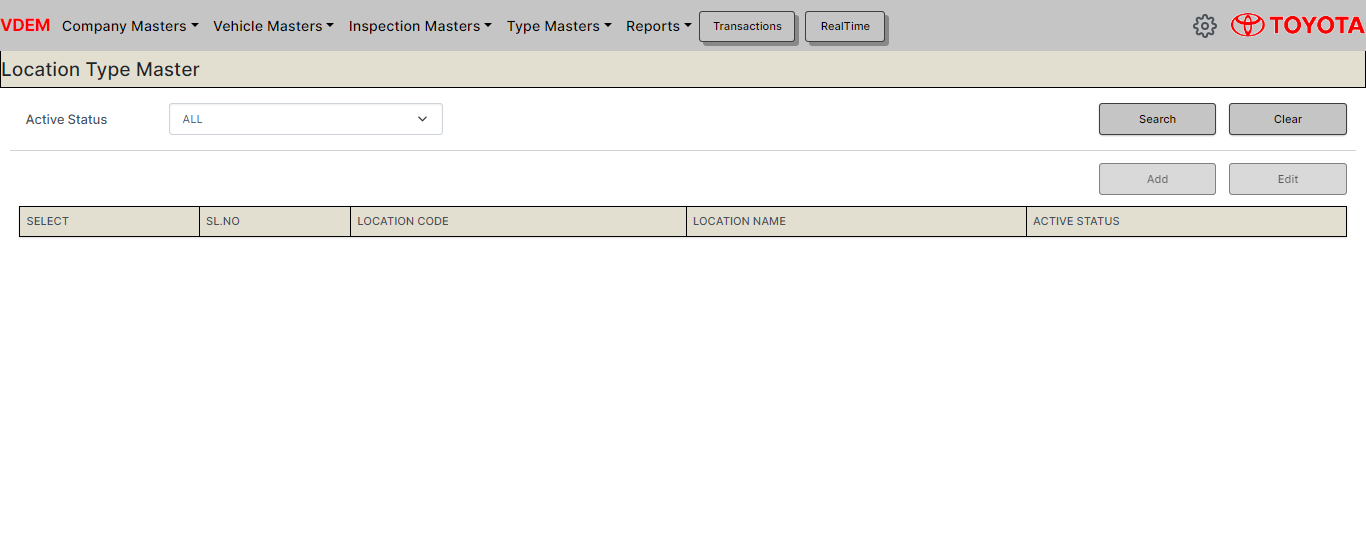 VDEM Company Masters Vehicle Masters Inspection Masters Type Masters Reports Transactions RealTime TOYOTA
Location Type Master
Active Status ALL Search Clear
Add Edit
SELECT SL.NO LOCATION CODE LOCATION NAME ACTIVE STATUS